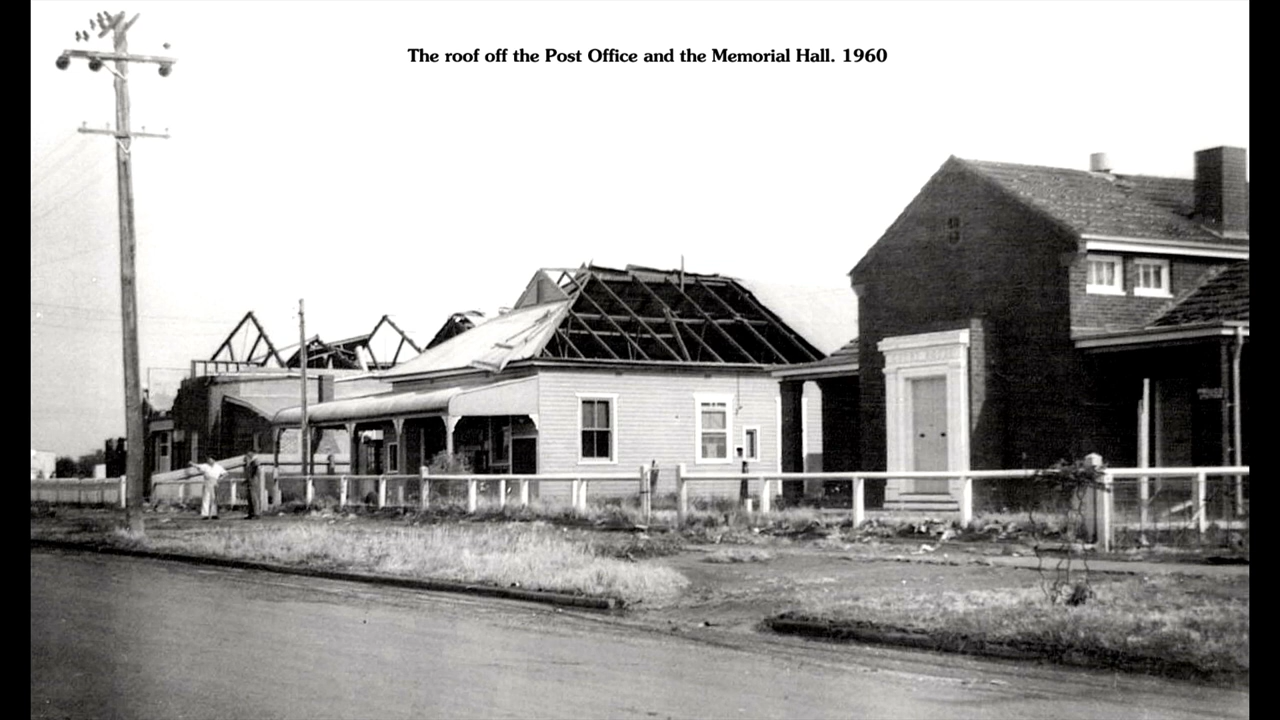 The roof off the Post Office and the Memorial Hall. 1960